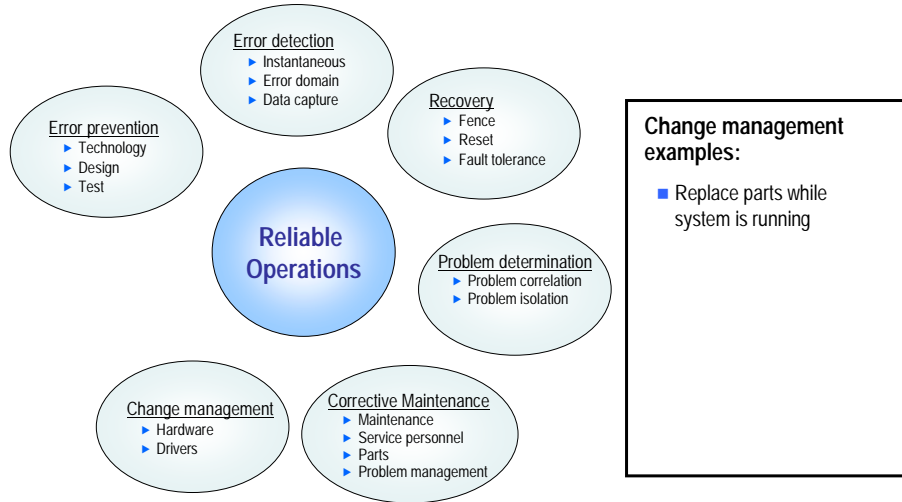 Error detection
Instantaneous
Error domain
Data capture
Recovery
Fence
Reset
Fault tolerance
Error prevention
Technology
Design
Test
Reliable
Operations
Problem determination
Problem correlation
Problem isolation
Change management
Hardware
Drivers
Corrective Maintenance
Maintenance
Service personnel
Parts
Problem management
Change management
examples:
Replace parts while
system is running